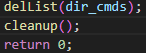 delList(dir_cmds);
cleanup();
return 0;